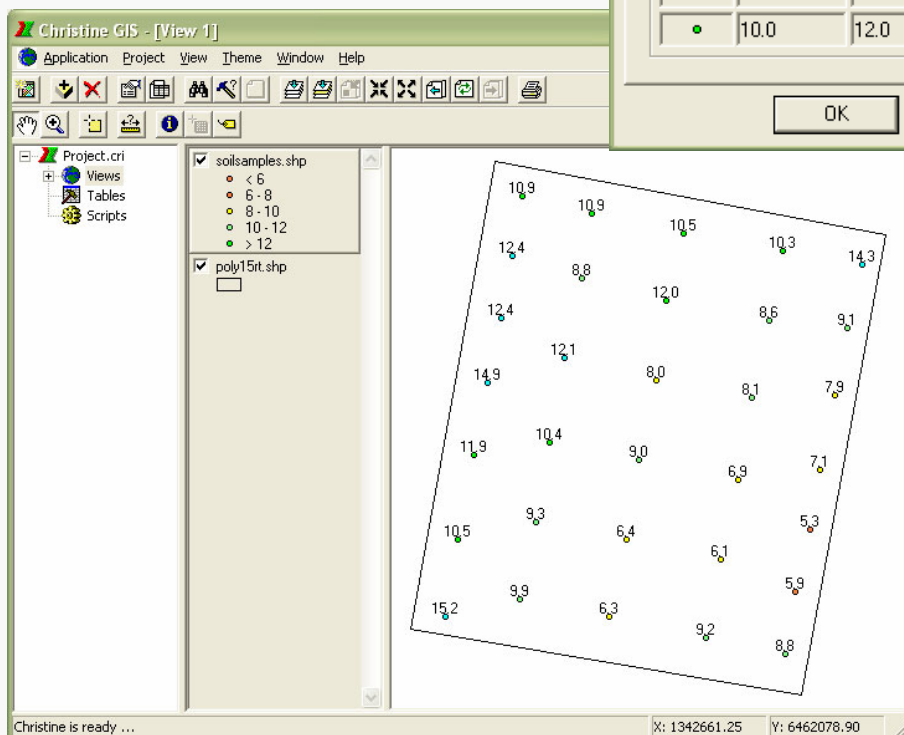 10.0 12.0
OK
Christine GIS - [View 1]
Application Project View Theme Window Help
Project.cri
Views
Tables
Scripts
soilsamples.shp
< 6
6 - 8
8 - 10
10 - 12
> 12
poly15rt.shp
10,9
10,9
10,5
10,3
14,3
12,4
8,8
12,0
8,6
9,1
12,4
12,1
8,0
8,1
7,9
14,9
11,9
10,4
9,0
6,9
7,1
10,5
9,3
6,4
6,1
5,3
15,2
9,9
6,3
9,2
5,9
8,8
Christine is ready ...
X: 1342661.25 Y: 6462078.90